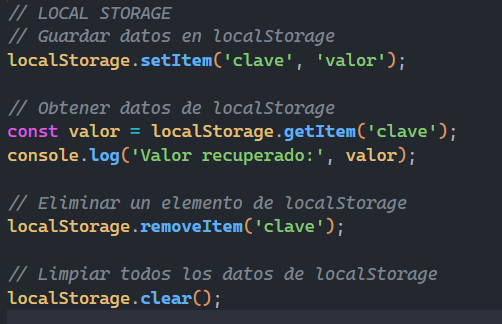 // LOCAL STORAGE
// Guardar datos en localStorage
localStorage.setItem('clave', 'valor');
// Obtener datos de localStorage
const valor = localStorage.getItem('clave');
console.log('Valor recuperado:', valor);
// Eliminar un elemento de localStorage
localStorage.removeItem('clave');
// Limpiar todos los datos de localStorage
localStorage.clear();